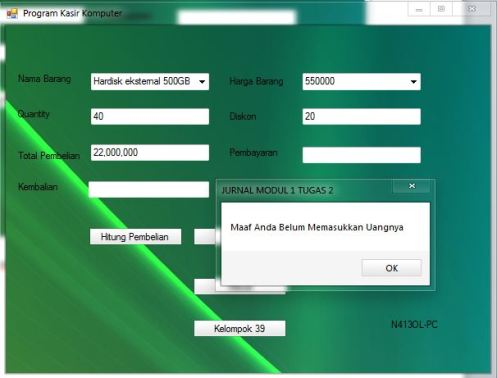 Program Kasir Komputer
Nama Barang
Hardisk eksternal 500GB
Harga Barang
550000
Quantity
40
Diskon
20
Total Pembelian
22,000,000
Pembayaran
Kembalian
JURNAL MODUL 1 TUGAS 2
Maaf Anda Belum Memasukkan Uangnya
OK
Hitung Pembelian
Kelompok 39
N413OL-PC